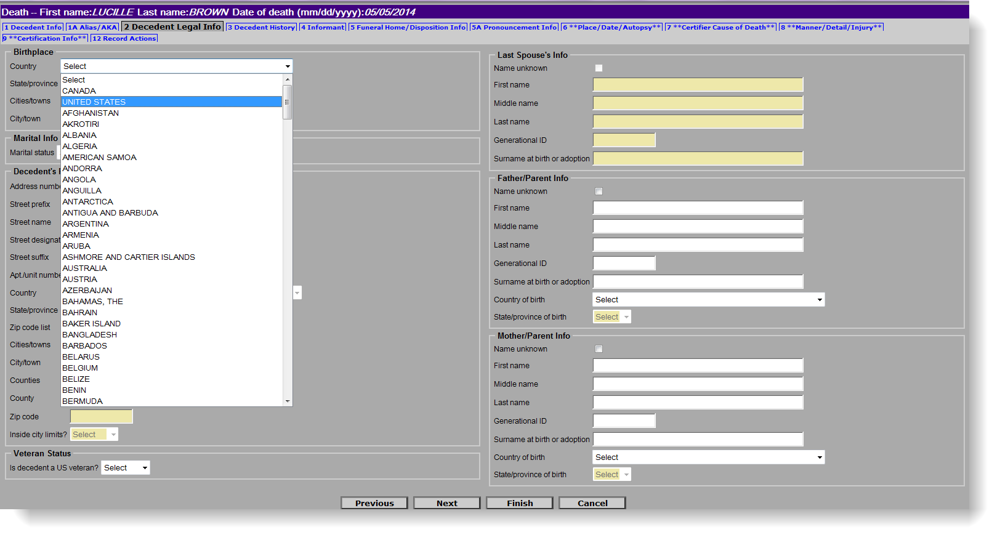 Death -- First name:LUCILLE Last name:BROWN Date of death (mm/dd/yyyy):05/05/2014
1 Decedent Info 1A Alias/AKA 2 Decedent Legal Info 3 Decedent History 4 Informant 5 Funeral Home/Disposition Info 5A Pronouncement Info 6 **Place/Date/Autopsy** 7 **Certifier Cause of Death** 8 **Manner/Detail/Injury**
9 **Certification Info** 12 Record Actions
Birthplace
Country Select
State/province
Cities/towns
City/town
Select
CANADA
UNITED STATES
AFGHANISTAN
AKROTIRI
ALBANIA
ALGERIA
AMERICAN SAMOA
ANDORRA
ANGOLA
ANGUILLA
ANTARCTICA
ANTIGUA AND BARBUDA
ARGENTINA
ARMENIA
ARUBA
ASHMORE AND CARTIER ISLANDS
AUSTRALIA
AUSTRIA
AZERBAIJAN
BAHAMAS, THE
BAHRAIN
BAKER ISLAND
BANGLADESH
BARBADOS
BELARUS
BELGIUM
BELIZE
BENIN
BERMUDA
Marital Info
Marital status
Decedent's
Address numbe
Street prefix
Street name
Street designat
Street suffix
Apt./unit numbe
Country
State/province
Zip code list
Cities/towns
City/town
Counties
County
Zip code
Inside city limits? Select
Veteran Status
Is decedent a US veteran? Select
Last Spouse's Info
Name unknown
First name
Middle name
Last name
Generational ID
Surname at birth or adoption
Father/Parent Info
Name unknown
First name
Middle name
Last name
Generational ID
Surname at birth or adoption
Country of birth Select
State/province of birth Select
Mother/Parent Info
Name unknown
First name
Middle name
Last name
Generational ID
Surname at birth or adoption
Country of birth Select
State/province of birth Select
Previous Next Finish Cancel